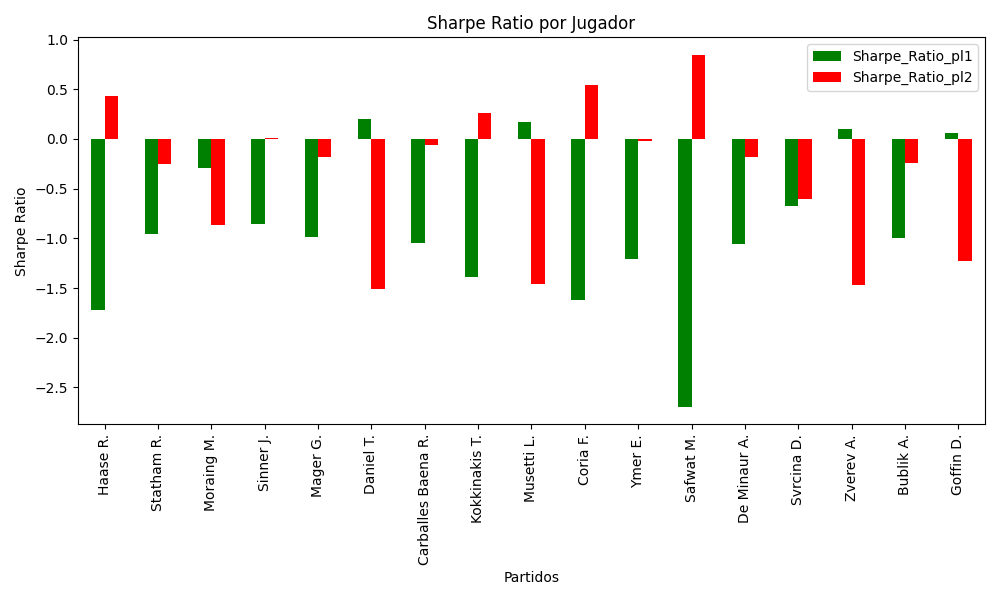 Sharpe Ratio por Jugador
Sharpe_Ratio_pl1
Sharpe_Ratio_pl2
Sharpe Ratio
1.0
0.5
0.0
−0.5
−1.0
−1.5
−2.0
−2.5
Haase R.
Statham R.
Moraing M.
Sinner J.
Mager G.
Daniel T.
Carballes Baena R.
Kokkinakis T.
Musetti L.
Coria F.
Ymer E.
Safwat M.
De Minaur A.
Svrcina D.
Zverev A.
Bublik A.
Goffin D.
Partidos